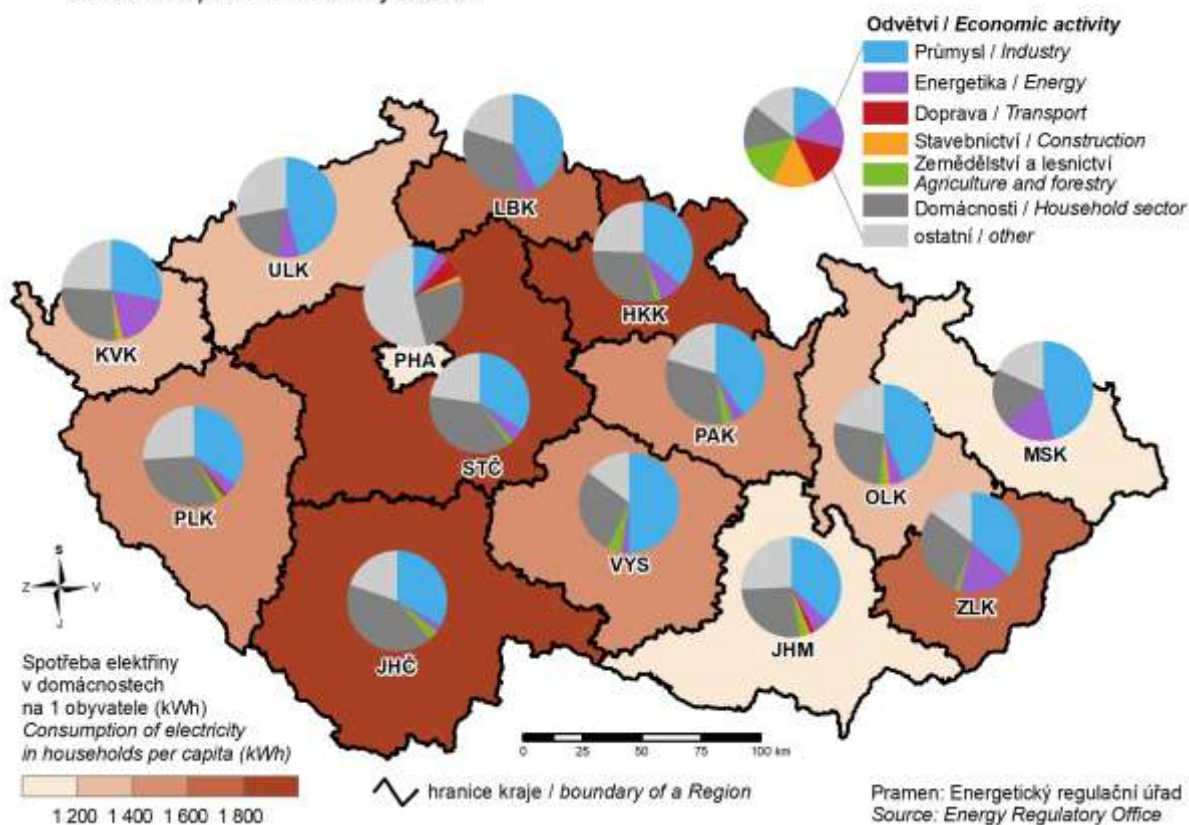 Odvětví / Economic activity
Průmysl / Industry
Energetika / Energy
Doprava / Transport
Stavebnictví / Construction
Zemědělství a lesnictví
Agriculture and forestry
Domácnosti / Household sector
ostatní / other
LBK
ULK
HKK
KVK
PHA
STČ
PAK
MSK
OLK
PLK
VYS
ZLK
JHČ
JHM
S
Z V
J
Spotřeba elektřiny
v domácnostech
na 1 obyvatele (kWh)
Consumption of electricity
in households per capita (kWh)
1 200 1 400 1 600 1 800
0 25 50 75 100 km
hranice kraje / boundary of a Region
Pramen: Energetický regulační úřad
Source: Energy Regulatory Office